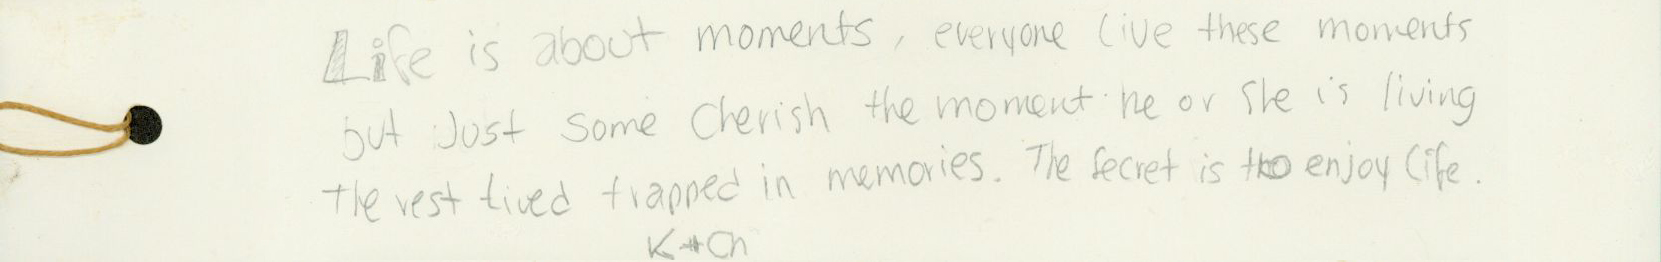 Life is about moments, everyone live these moments
but Just some cherish the moment he or she is living
The rest lived trapped in memories. The secret is to enjoy life.
K#Ch